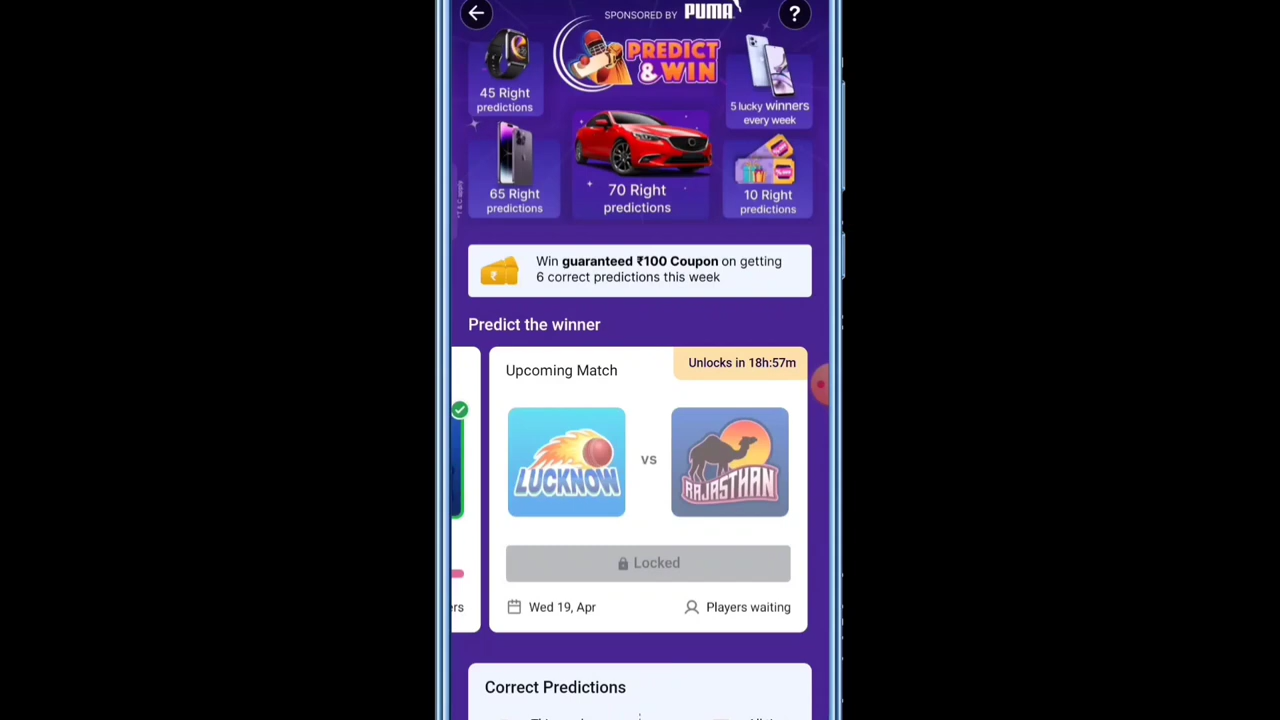 SPONSORED BY PUMA
?
PREDICT
& WIN
45 Right
predictions
5 lucky winners
every week
65 Right
predictions
70 Right
predictions
10 Right
predictions
*T & C apply
Win guaranteed ₹100 Coupon on getting
6 correct predictions this week
Predict the winner
Upcoming Match
Unlocks in 18h:57m
LUCKNOW
vs
RAJASTHAN
Locked
Wed 19, Apr
Players waiting
Correct Predictions